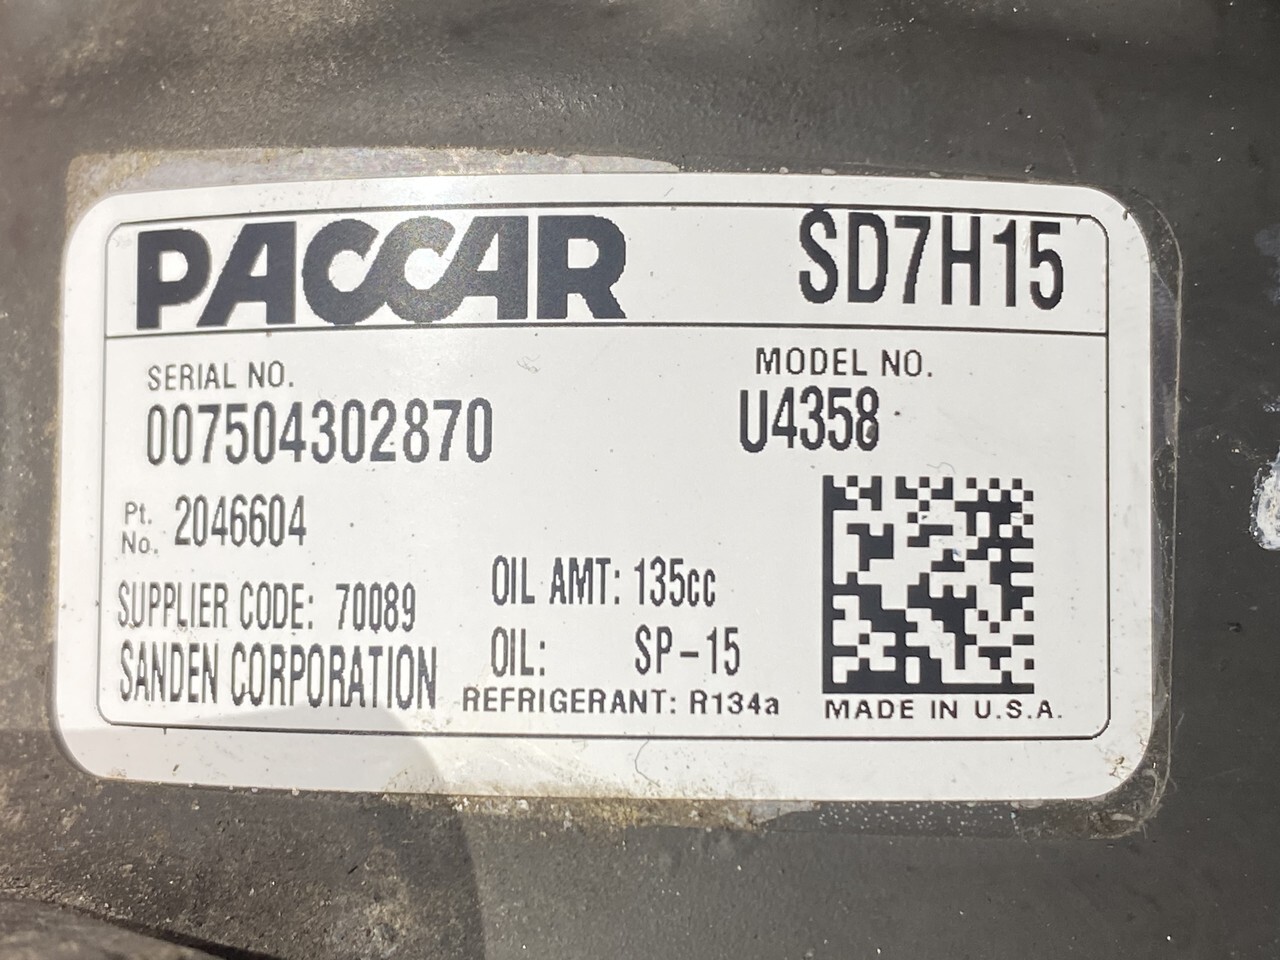 PACCAR SD7H15
SERIAL NO. MODEL NO.
007504302870 U4358
Pt. No. 2046604
SUPPLIER CODE: 70089
SANDEN CORPORATION
OIL AMT: 135cc
OIL: SP-15
REFRIGERANT: R134a
MADE IN U.S.A.